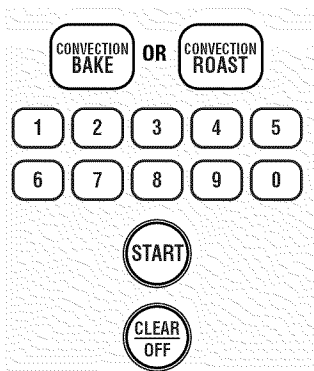 CONVECTION BAKE OR CONVECTION ROAST
1 2 3 4 5
6 7 8 9 0
START
CLEAR
OFF